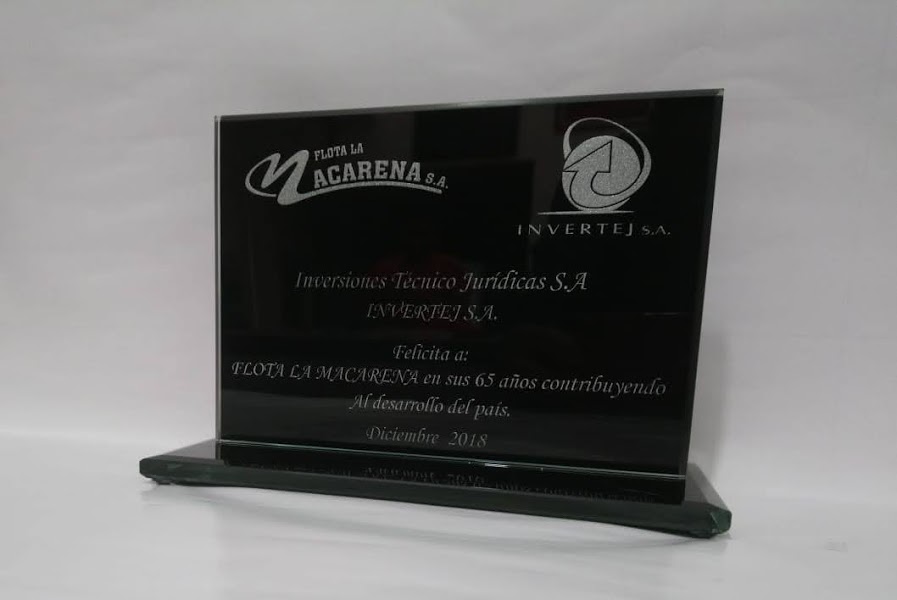 FLOTA LA
MACARENA S.A.
INVERTEJ S.A.
Inversiones Técnico Jurídicas S.A
INVERTEJ S.A.
Felicita a:
FLOTA LA MACARENA en sus 65 años contribuyendo
Al desarrollo del país.
Diciembre 2018